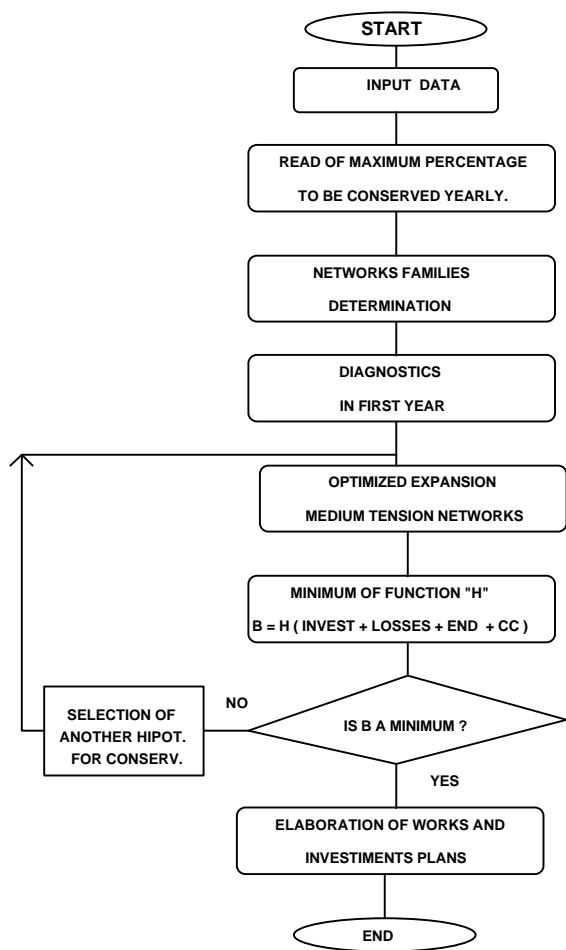 START
INPUT DATA
READ OF MAXIMUM PERCENTAGE
TO BE CONSERVED YEARLY.
NETWORKS FAMILIES
DETERMINATION
DIAGNOSTICS
IN FIRST YEAR
OPTIMIZED EXPANSION
MEDIUM TENSION NETWORKS
MINIMUM OF FUNCTION "H"
B = H ( INVEST + LOSSES + END + CC )
IS B A MINIMUM ?
NO
SELECTION OF
ANOTHER HIPOT.
FOR CONSERV.
YES
ELABORATION OF WORKS AND
INVESTIMENTS PLANS
END